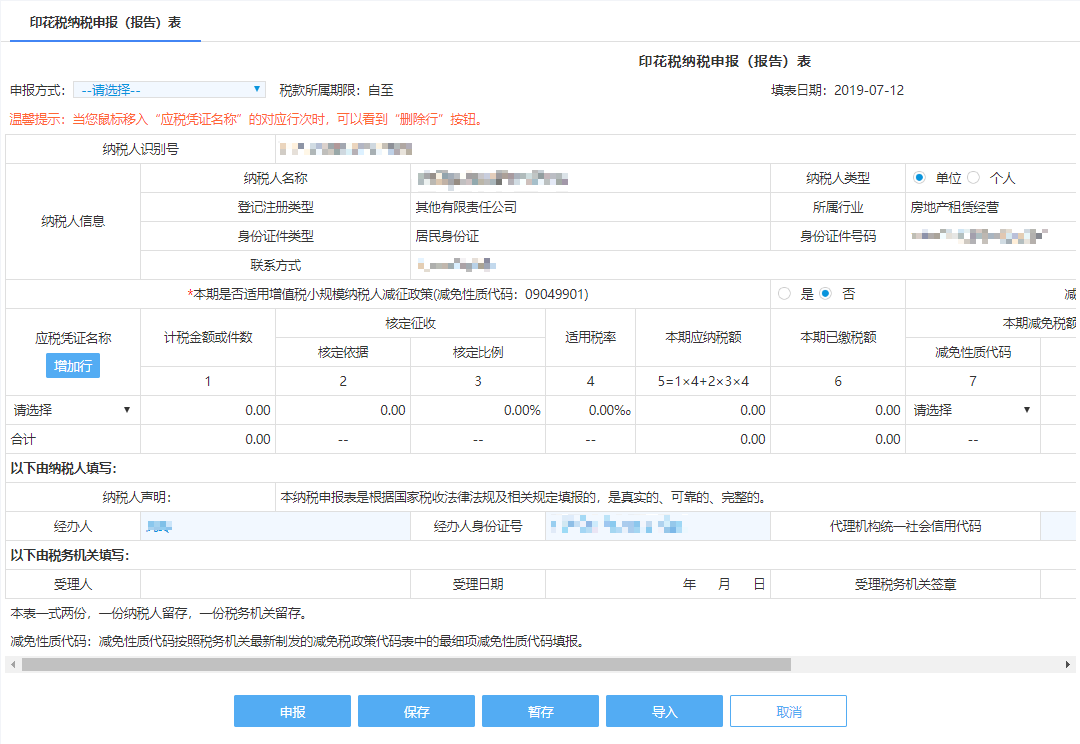 印花税纳税申报（报告）表
印花税纳税申报（报告）表
申报方式： --请选择-- 税款所属期限：自至 填表日期：2019-07-12
温馨提示：当您鼠标移入“应税凭证名称”的对应行次时，可以看到“删除行”按钮。
纳税人识别号
纳税人信息
纳税人名称 纳税人类型 单位 个人
登记注册类型 其他有限责任公司 所属行业 房地产租赁经营
身份证件类型 居民身份证 身份证件号码
联系方式
*本期是否适用增值税小规模纳税人减征政策(减免性质代码：09049901) 是 否 减
应税凭证名称 增加行 计税金额或件数 核定征收 适用税率 本期应纳税额 本期已缴税额 本期减免税额
核定依据 核定比例 减免性质代码
1 2 3 4 5=1×4+2×3×4 6 7
请选择 0.00 0.00 0.00% 0.00‰ 0.00 0.00 请选择
合计 0.00 -- -- -- 0.00 0.00 --
以下由纳税人填写：
纳税人声明： 本纳税申报表是根据国家税收法律法规及相关规定填报的，是真实的、可靠的、完整的。
经办人 经办人身份证号 代理机构统一社会信用代码
以下由税务机关填写：
受理人 受理日期 年 月 日 受理税务机关签章
本表一式两份，一份纳税人留存，一份税务机关留存。
减免性质代码：减免性质代码按照税务机关最新制发的减免税政策代码表中的最细项减免性质代码填报。
申报 保存 暂存 导入 取消